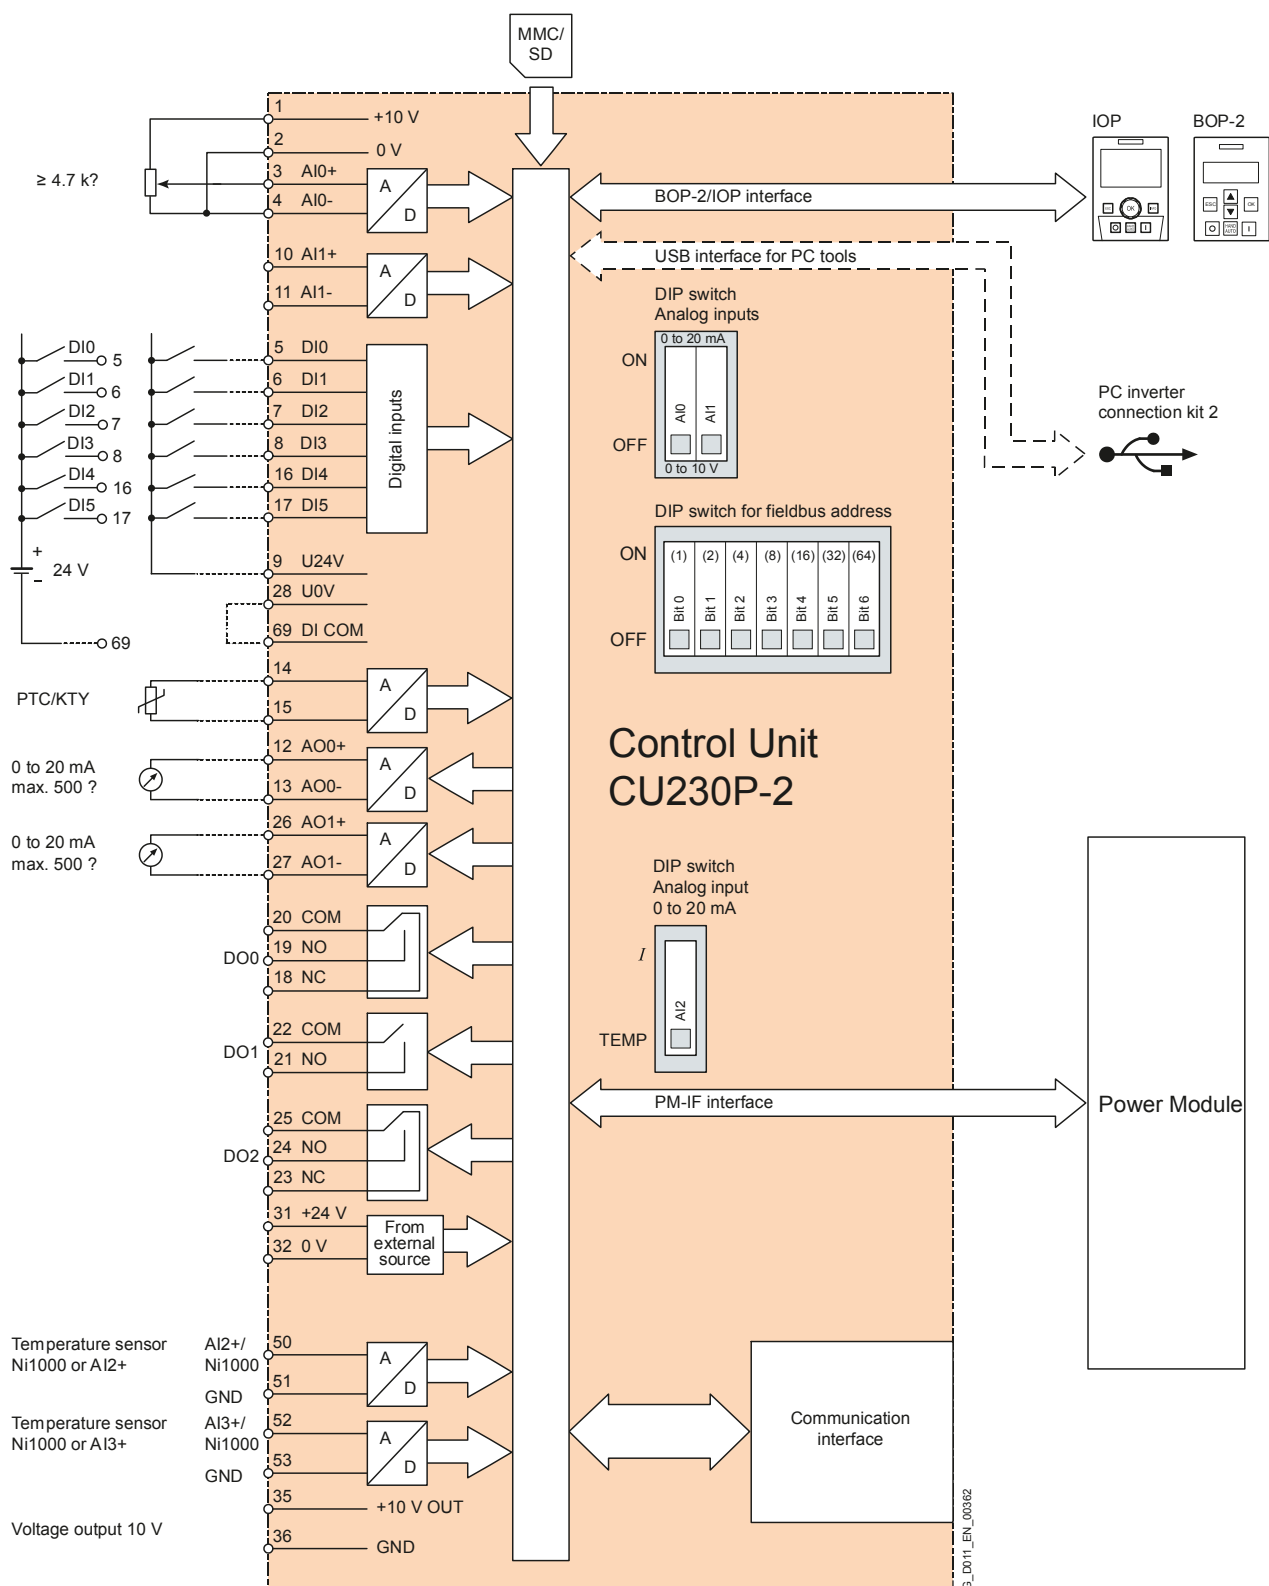 MMC/
SD
IOP
BOP-2
1
+10 V
2
0 V
≥ 4.7 k?
3 AI0+
4 AI0-
A
D
BOP-2/IOP interface
ESC
OK
HAND
AUTO
10 AI1+
11 AI1-
A
D
USB interface for PC tools
DIP switch
Analog inputs
0 to 20 mA
ON
AI0
AI1
OFF
0 to 10 V
PC inverter
connection kit 2
DI0
5
DI1
6
DI2
7
DI3
8
DI4
16
DI5
17
5 DI0
6 DI1
7 DI2
8 DI3
16 DI4
17 DI5
Digital inputs
+
–
24 V
69
9 U24V
28 U0V
69 DI COM
DIP switch for fieldbus address
ON
(1)
(2)
(4)
(8)
(16)
(32)
(64)
Bit 0
Bit 1
Bit 2
Bit 3
Bit 4
Bit 5
Bit 6
OFF
PTC/KTY
14
15
A
D
Control Unit
CU230P-2
0 to 20 mA
max. 500 ?
12 AO0+
13 AO0-
A
D
0 to 20 mA
max. 500 ?
26 AO1+
27 AO1-
A
D
DIP switch
Analog input
0 to 20 mA
I
AI2
TEMP
DO0
20 COM
19 NO
18 NC
DO1
22 COM
21 NO
PM-IF interface
Power Module
DO2
25 COM
24 NO
23 NC
31 +24 V
32 0 V
From
external
source
Temperature sensor
Ni1000 or AI2+
AI2+/
Ni1000
GND
50
51
A
D
Temperature sensor
Ni1000 or AI3+
AI3+/
Ni1000
GND
52
53
A
D
Communication
interface
35
+10 V OUT
Voltage output 10 V
36
GND
G_D011_EN_00362